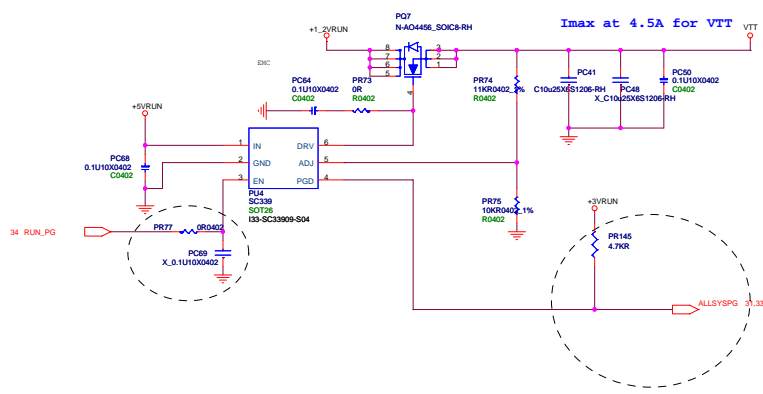 PQ7
N-AO4456_SOIC8-RH
Imax at 4.5A for VTT
VTT
+1_2VRUN
8
7
6
5
3
2
1
4
EMC
PC64
0.1U10X0402
C0402
PR73
0R
R0402
PR74
11KR0402_1%
R0402
PC41
C10u25X6S1206-RH
PC48
X_C10u25X6S1206-RH
PC50
0.1U10X0402
C0402
+5VRUN
PC68
0.1U10X0402
C0402
1 IN
2 GND
3 EN
DRV 6
ADJ 5
PGD 4
PU4
SC339
SOT26
I33-SC33909-S04
PR75
10KR0402_1%
R0402
34 RUN_PG
PR77
0R0402
PC69
X_0.1U10X0402
+3VRUN
PR145
4.7KR
ALLSYSPG 31,33